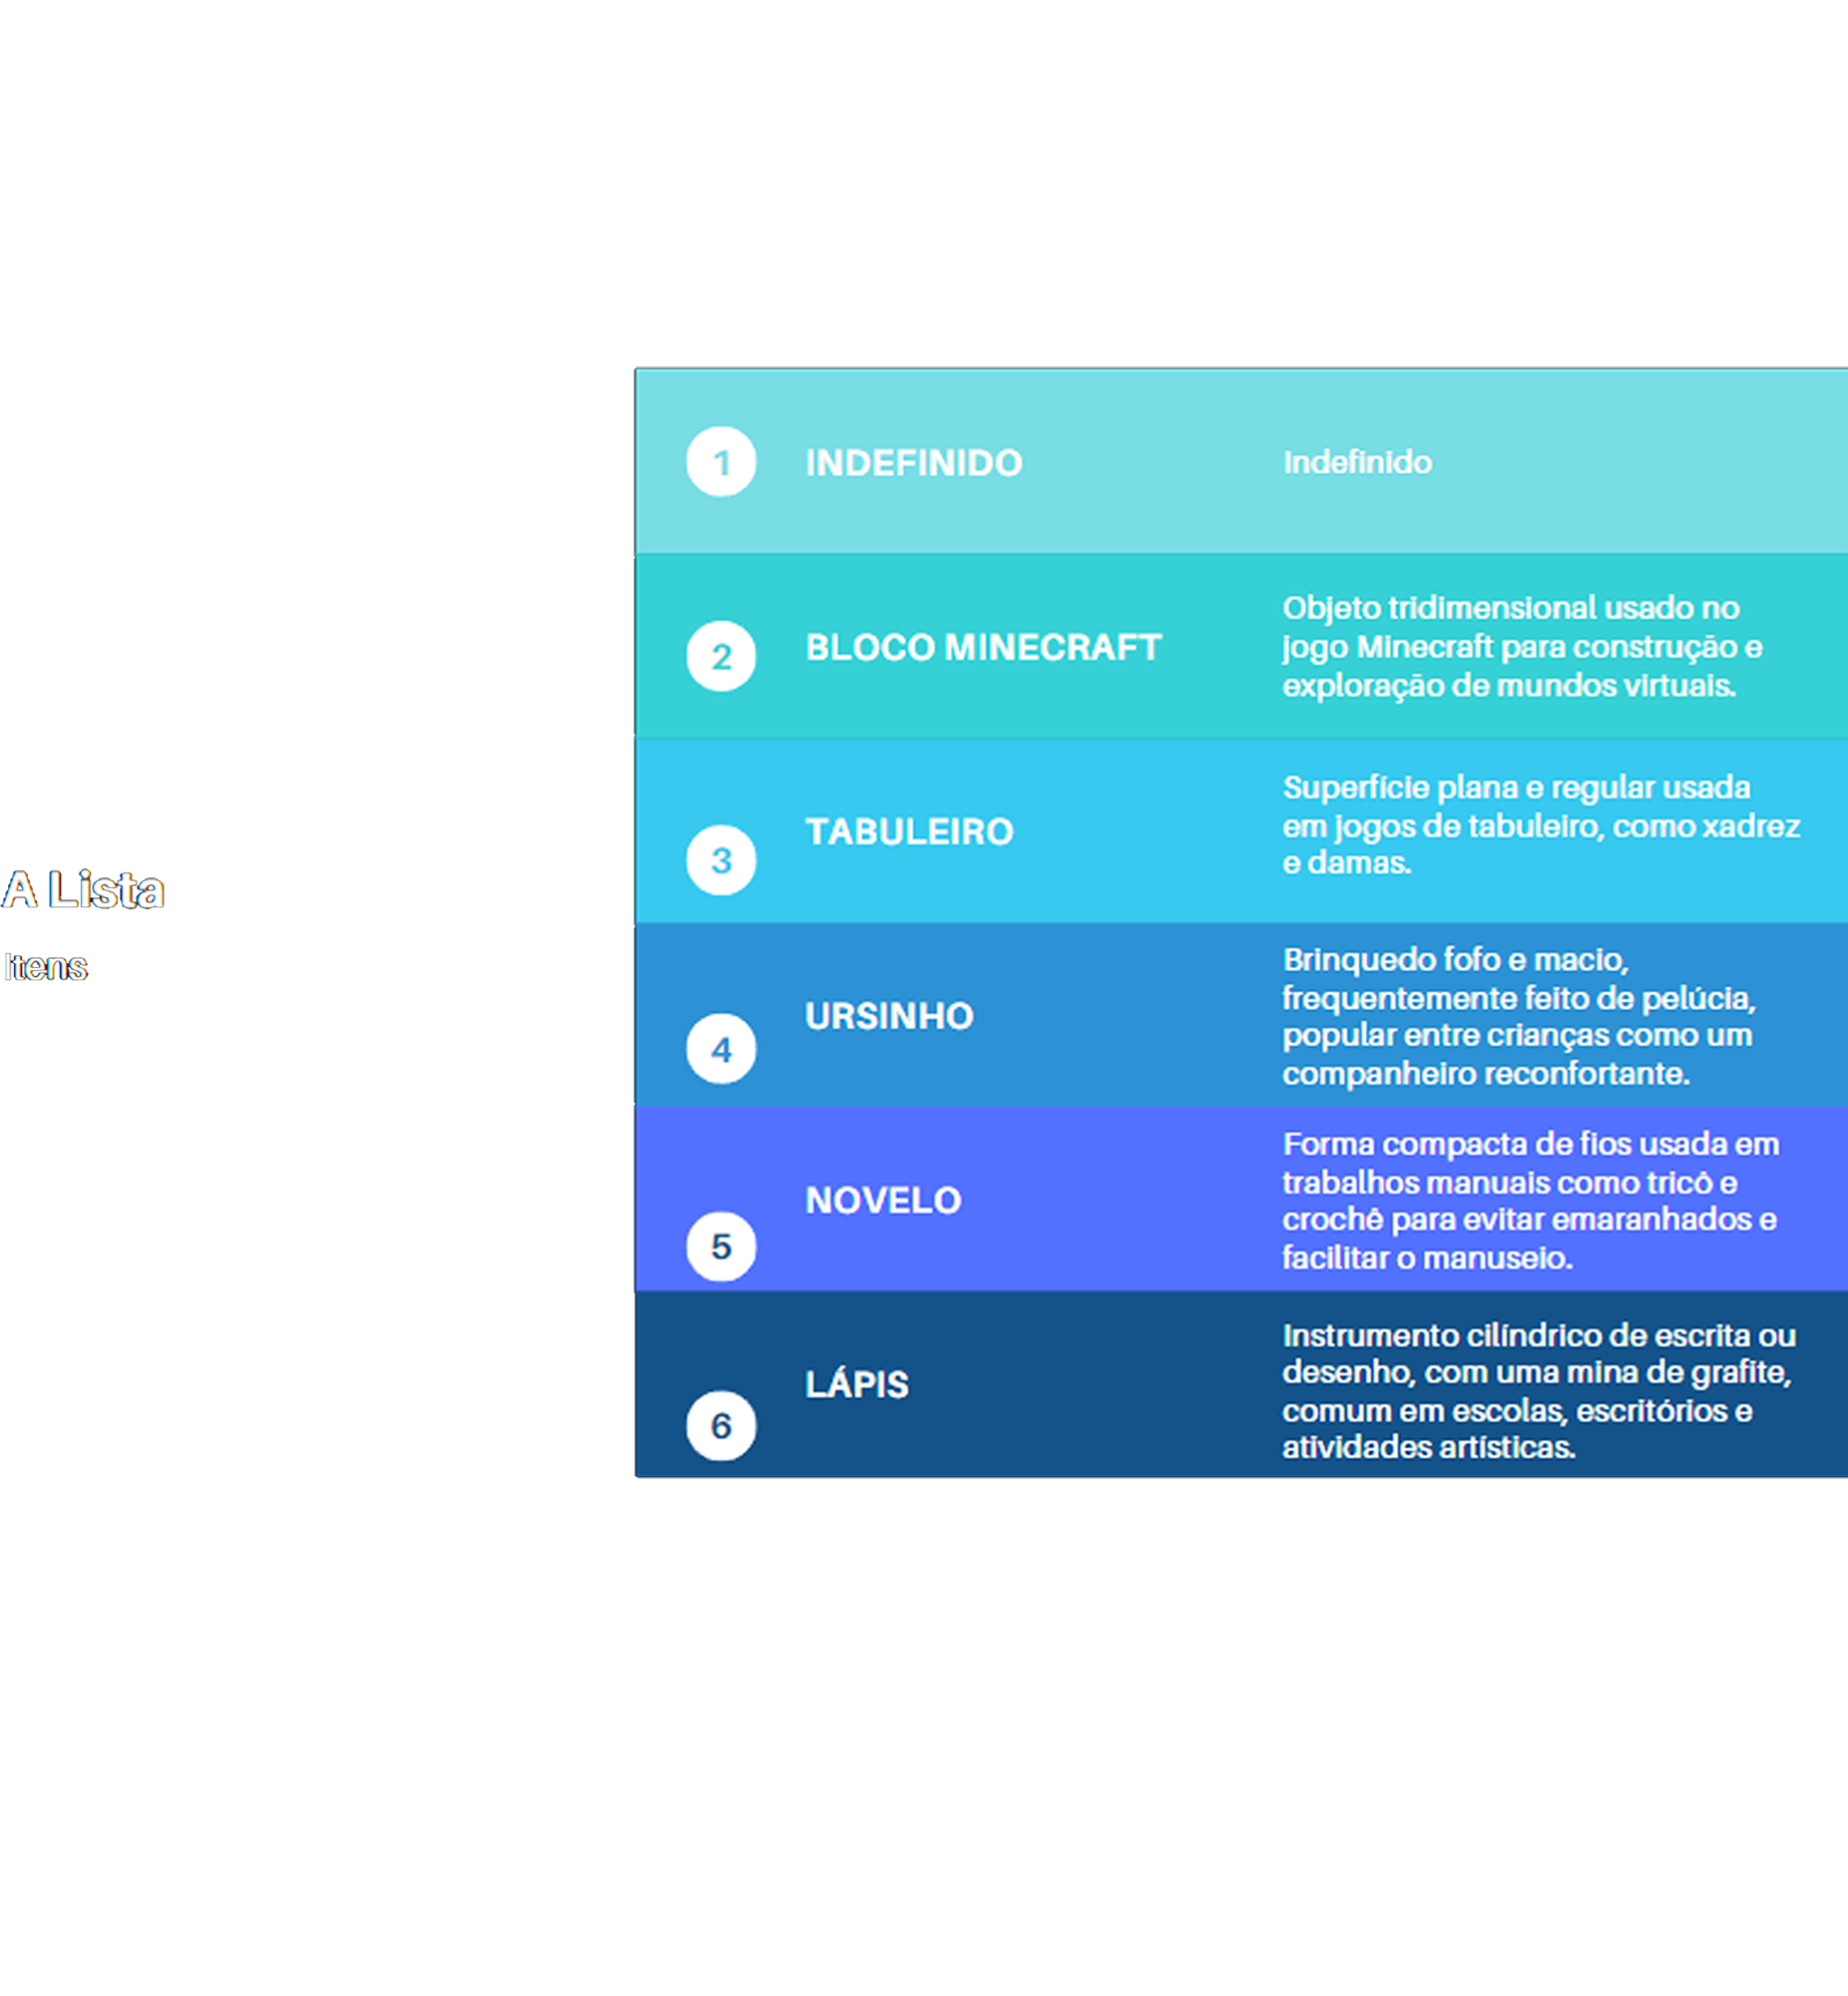 A Lista
Itens
1
INDEFINIDO
Indefinido
2
BLOCO MINECRAFT
Objeto tridimensional usado no
jogo Minecraft para construção e
exploração de mundos virtuais.
3
TABULEIRO
Superfície plana e regular usada
em jogos de tabuleiro, como xadrez
e damas.
4
URSINHO
Brinquedo fofo e macio,
frequentemente feito de pelúcia,
popular entre crianças como um
companheiro reconfortante.
5
NOVELO
Forma compacta de fios usada em
trabalhos manuais como tricô e
crochê para evitar emaranhados e
facilitar o manuseio.
6
LÁPIS
Instrumento cilíndrico de escrita ou
desenho, com uma mina de grafite,
comum em escolas, escritórios e
atividades artísticas.